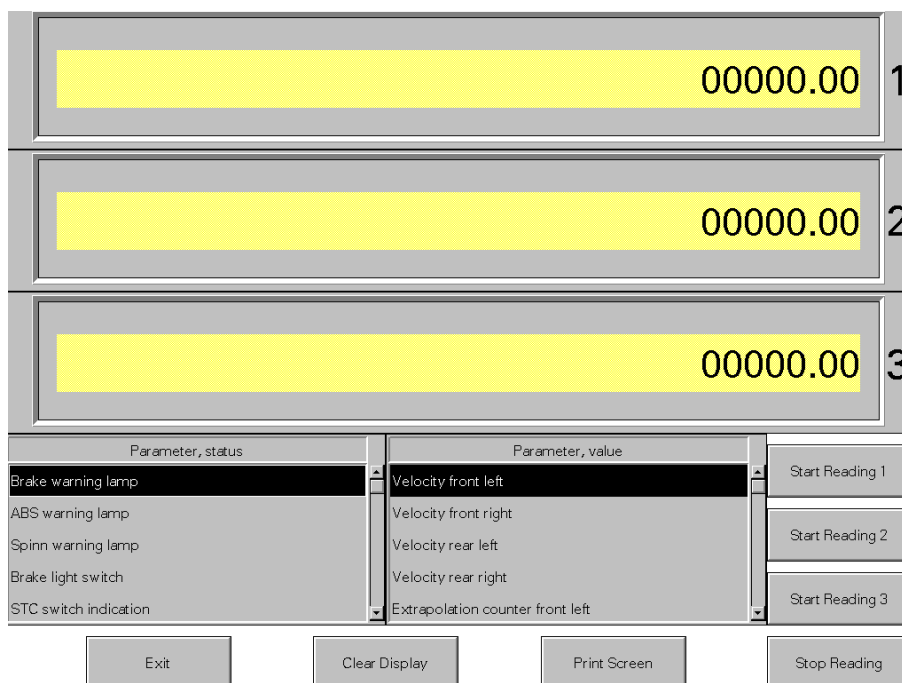 00000.00 1
00000.00 2
00000.00 3
Parameter, status
Brake warning lamp
ABS warning lamp
Spinn warning lamp
Brake light switch
STC switch indication
Parameter, value
Velocity front left
Velocity front right
Velocity rear left
Velocity rear right
Extrapolation counter front left
Start Reading 1
Start Reading 2
Start Reading 3
Exit
Clear Display
Print Screen
Stop Reading